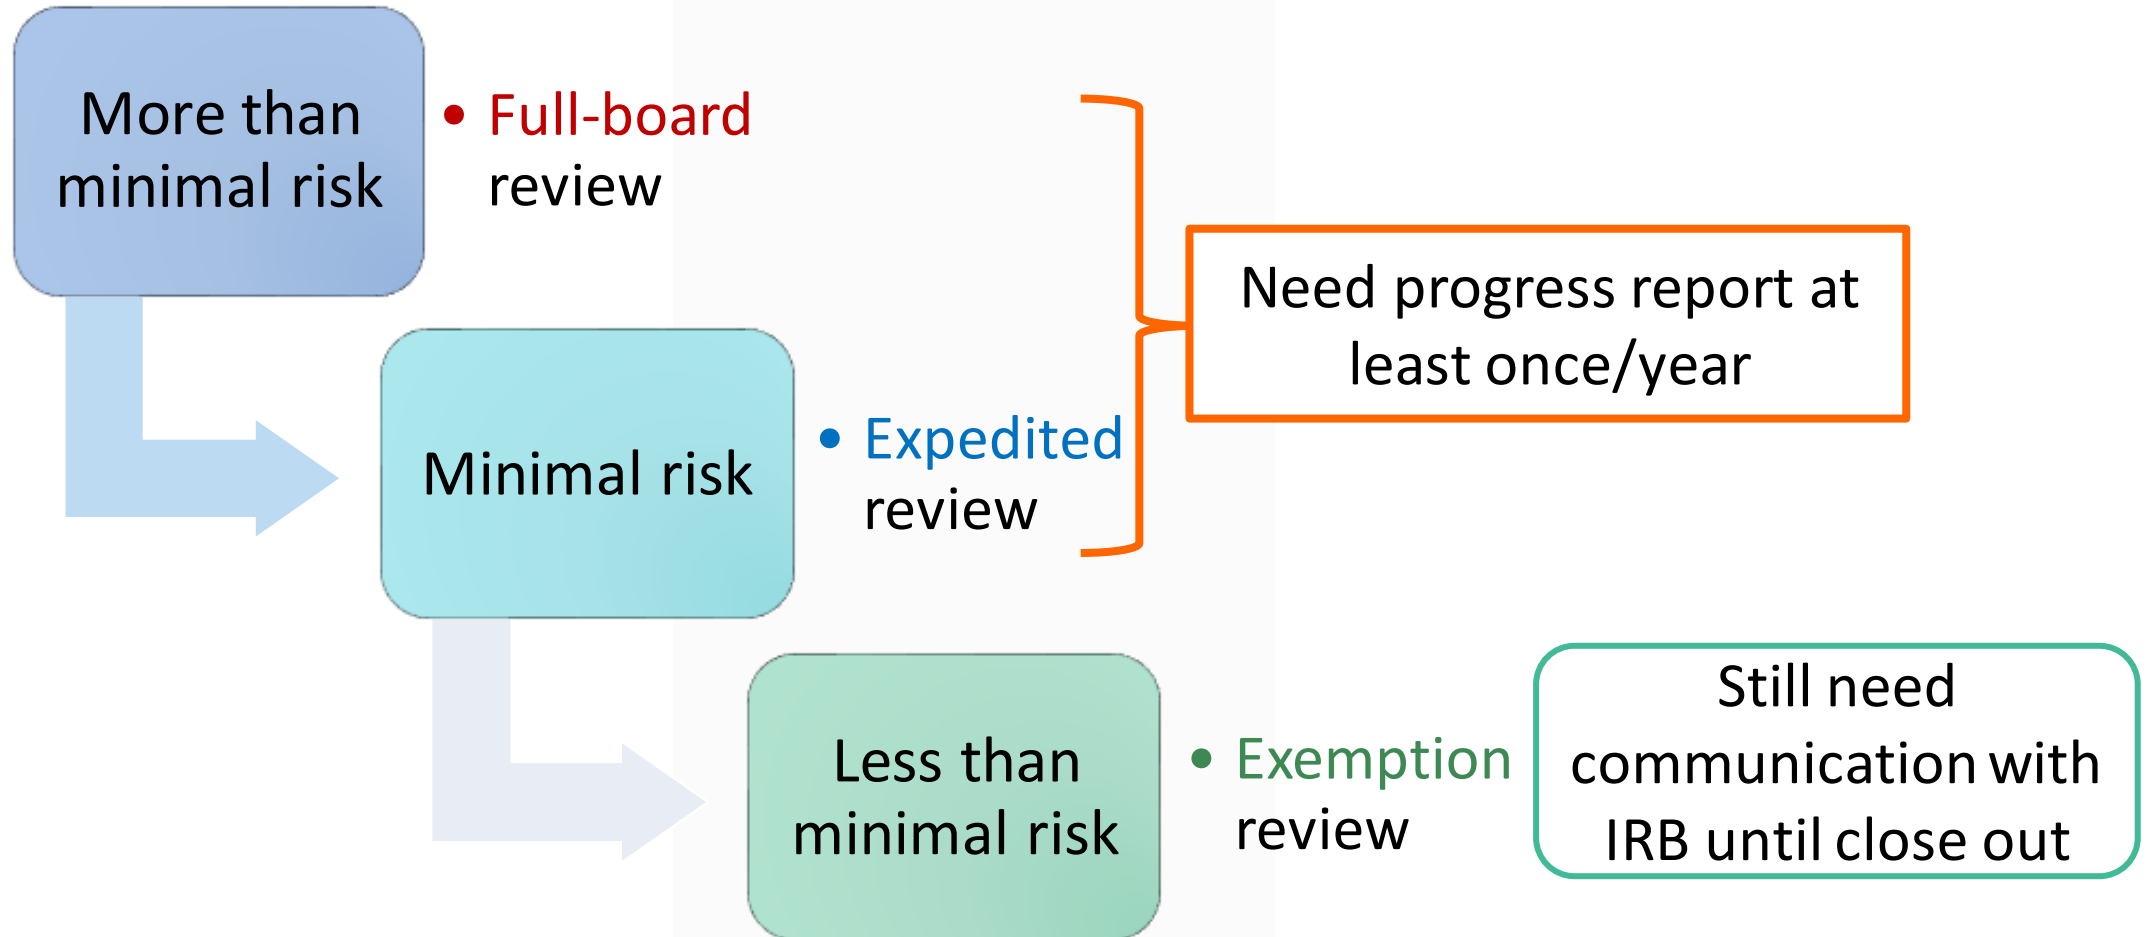 More than
minimal risk
• Full-board
review
Need progress report at
least once/year
Minimal risk
• Expedited
review
Less than
minimal risk
• Exemption
review
Still need
communication with
IRB until close out